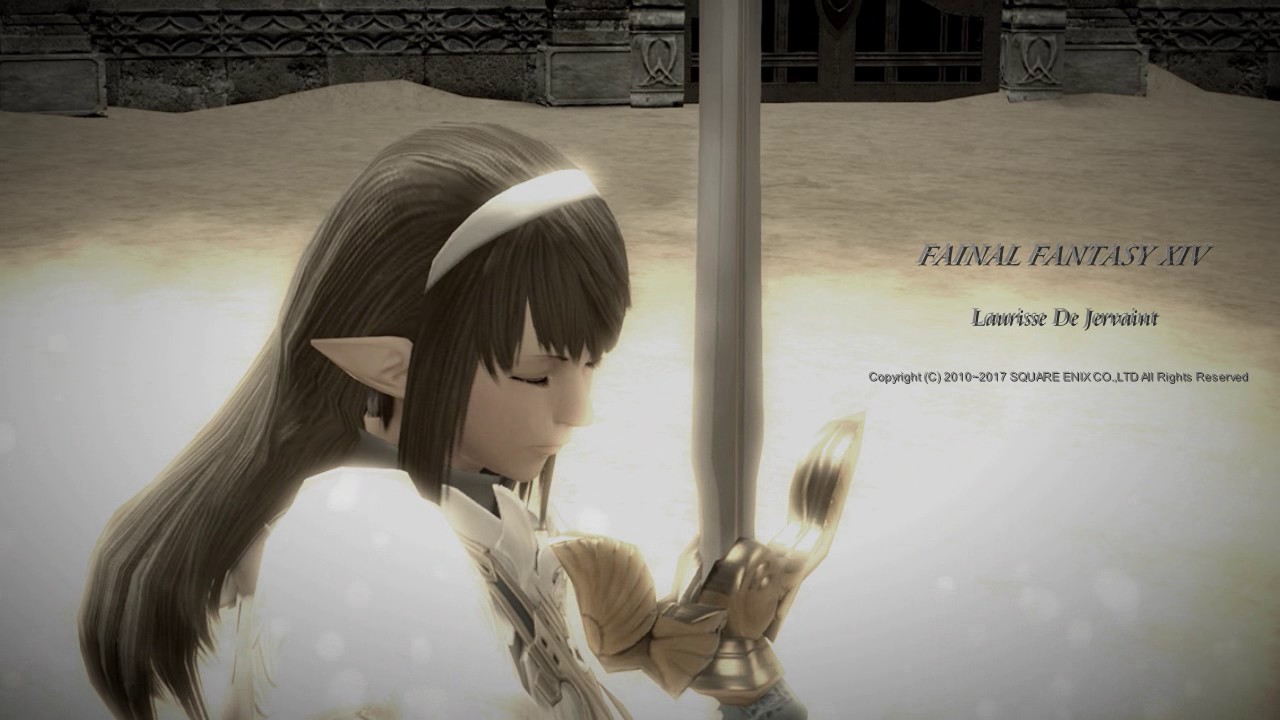 FAINAL FANTASY XIV
Laurisse De Jervaint
Copyright (C) 2010~2017 SQUARE ENIX CO.,LTD All Rights Reserved